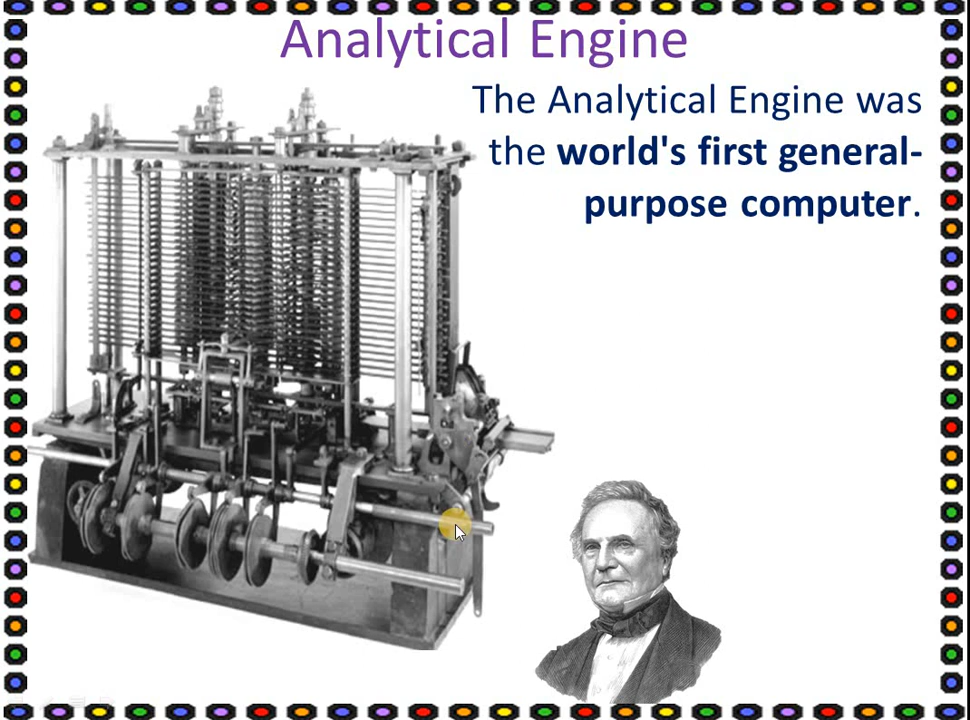 Analytical Engine
The Analytical Engine was
the world's first general-
purpose computer.